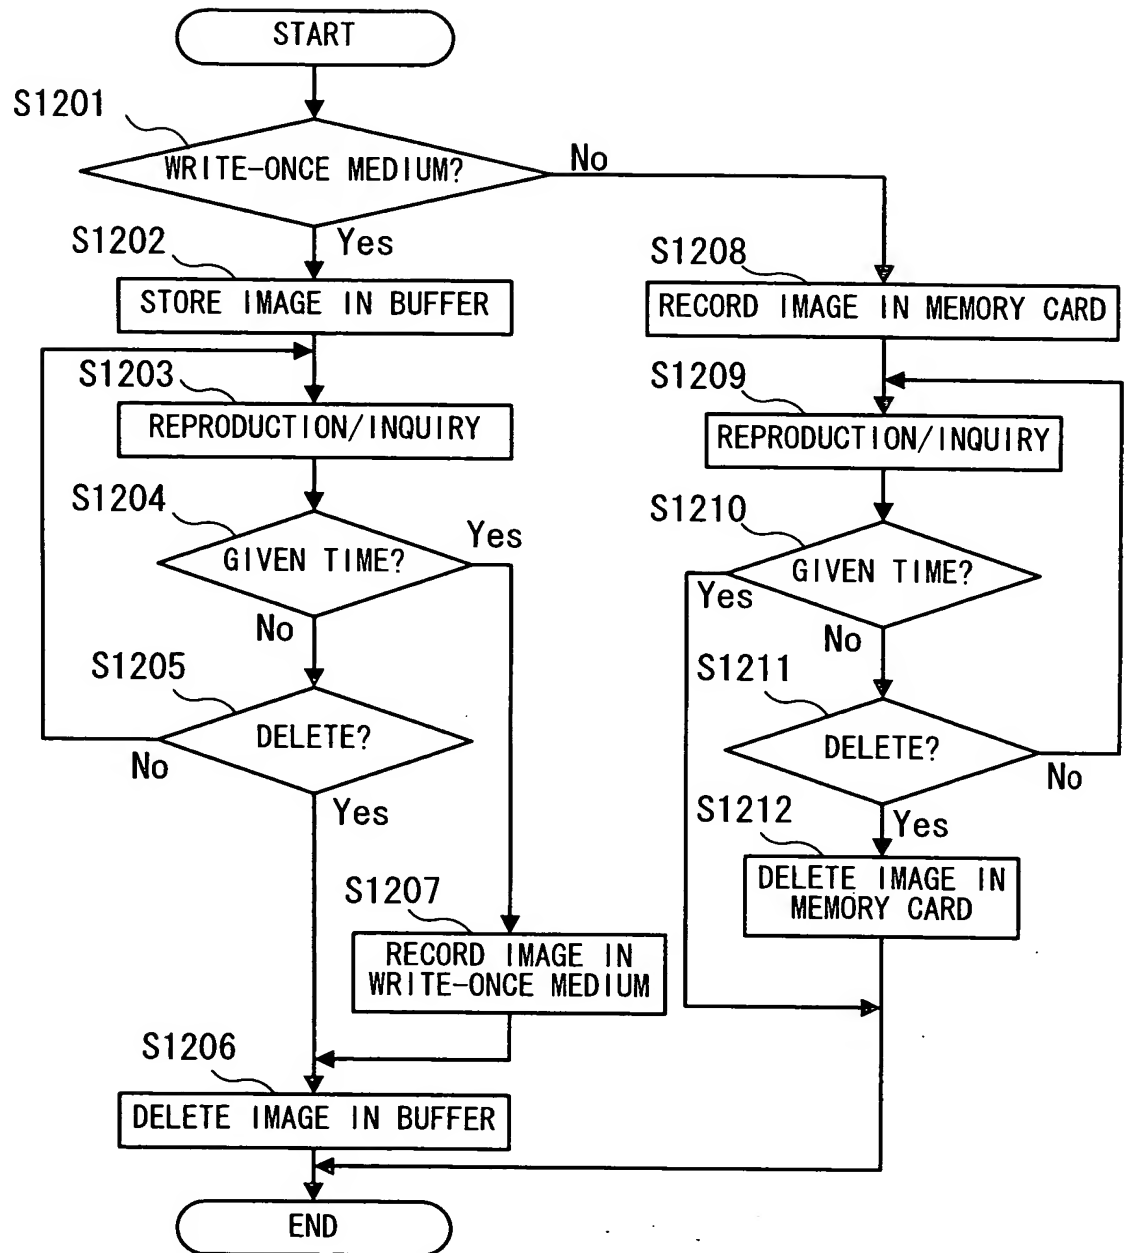 START
S1201
WRITE-ONCE MEDIUM?
No
Yes
S1202
STORE IMAGE IN BUFFER
S1203
REPRODUCTION/INQUIRY
S1204
GIVEN TIME?
Yes
No
S1205
DELETE?
No
Yes
S1207
RECORD IMAGE IN
WRITE-ONCE MEDIUM
S1206
DELETE IMAGE IN BUFFER
S1208
RECORD IMAGE IN MEMORY CARD
S1209
REPRODUCTION/INQUIRY
S1210
GIVEN TIME?
Yes
No
S1211
DELETE?
No
Yes
S1212
DELETE IMAGE IN
MEMORY CARD
END